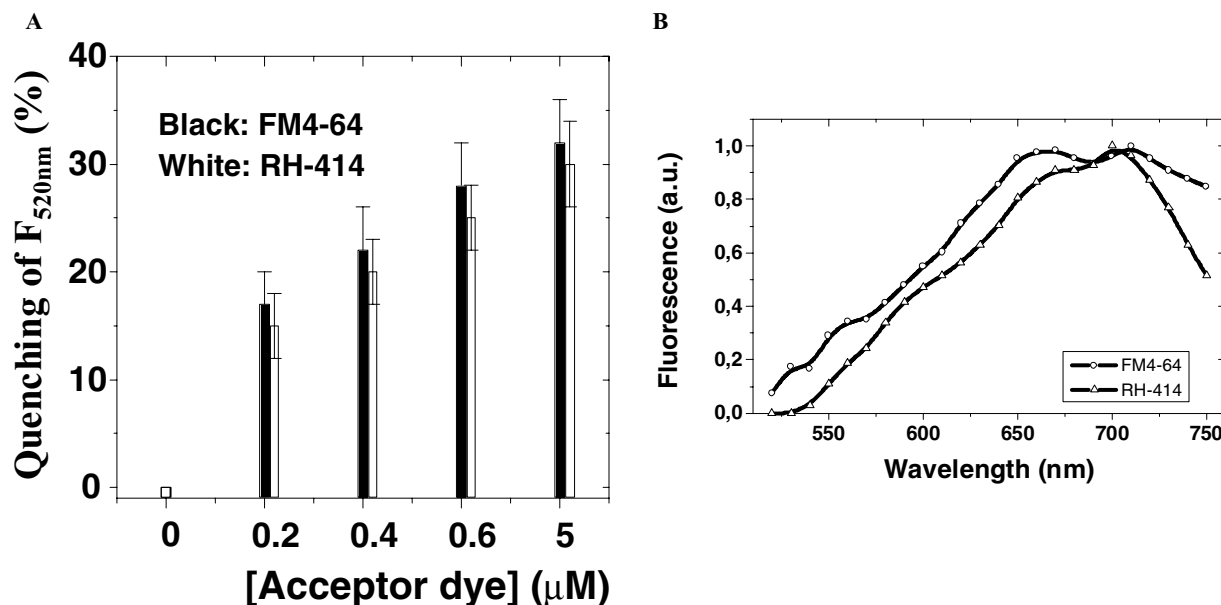 A
Quenching of F520nm (%)
40
30
20
10
0
Black: FM4-64
White: RH-414
0 0.2 0.4 0.6 5
[Acceptor dye] (μM)
B
Fluorescence (a.u.)
1,0
0,8
0,6
0,4
0,2
0,0
FM4-64
RH-414
550 600 650 700 750
Wavelength (nm)